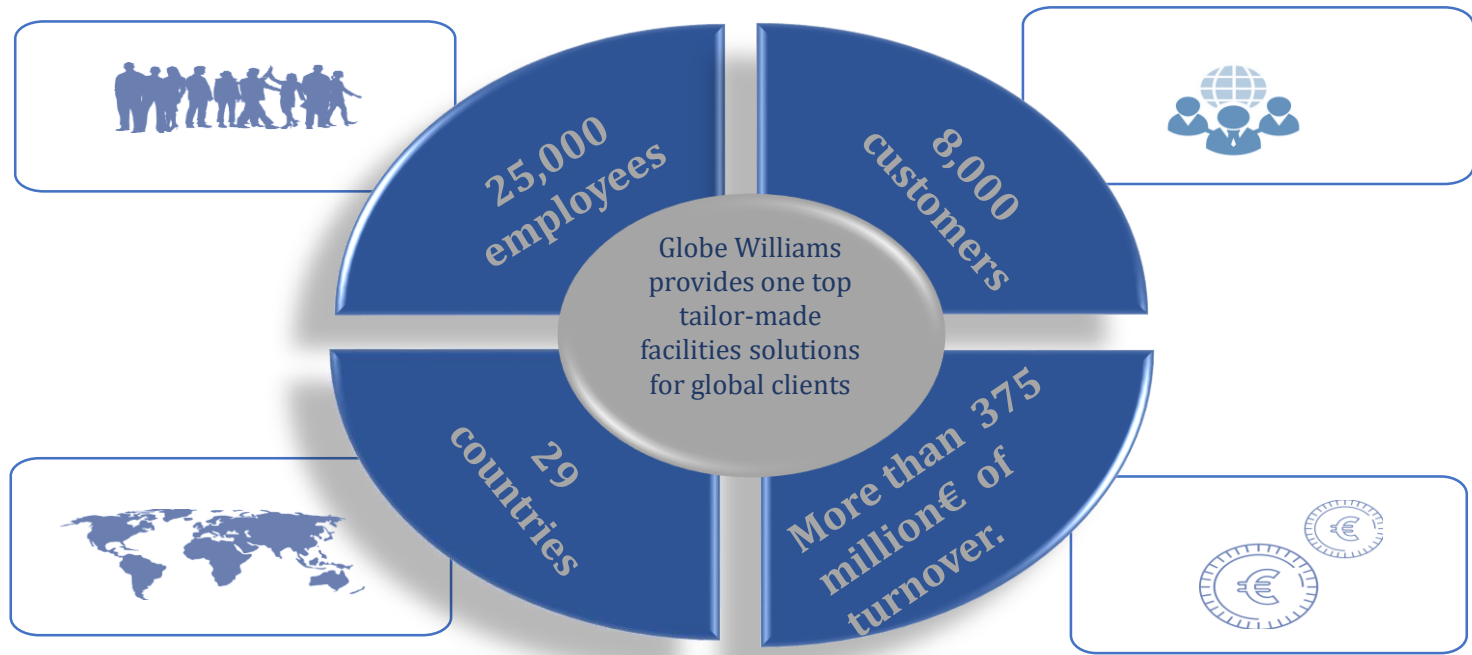 25,000
employees
8,000
customers
Globe Williams
provides one top
tailor-made
facilities solutions
for global clients
29
countries
More than 375
million€ of
turnover.
€
€